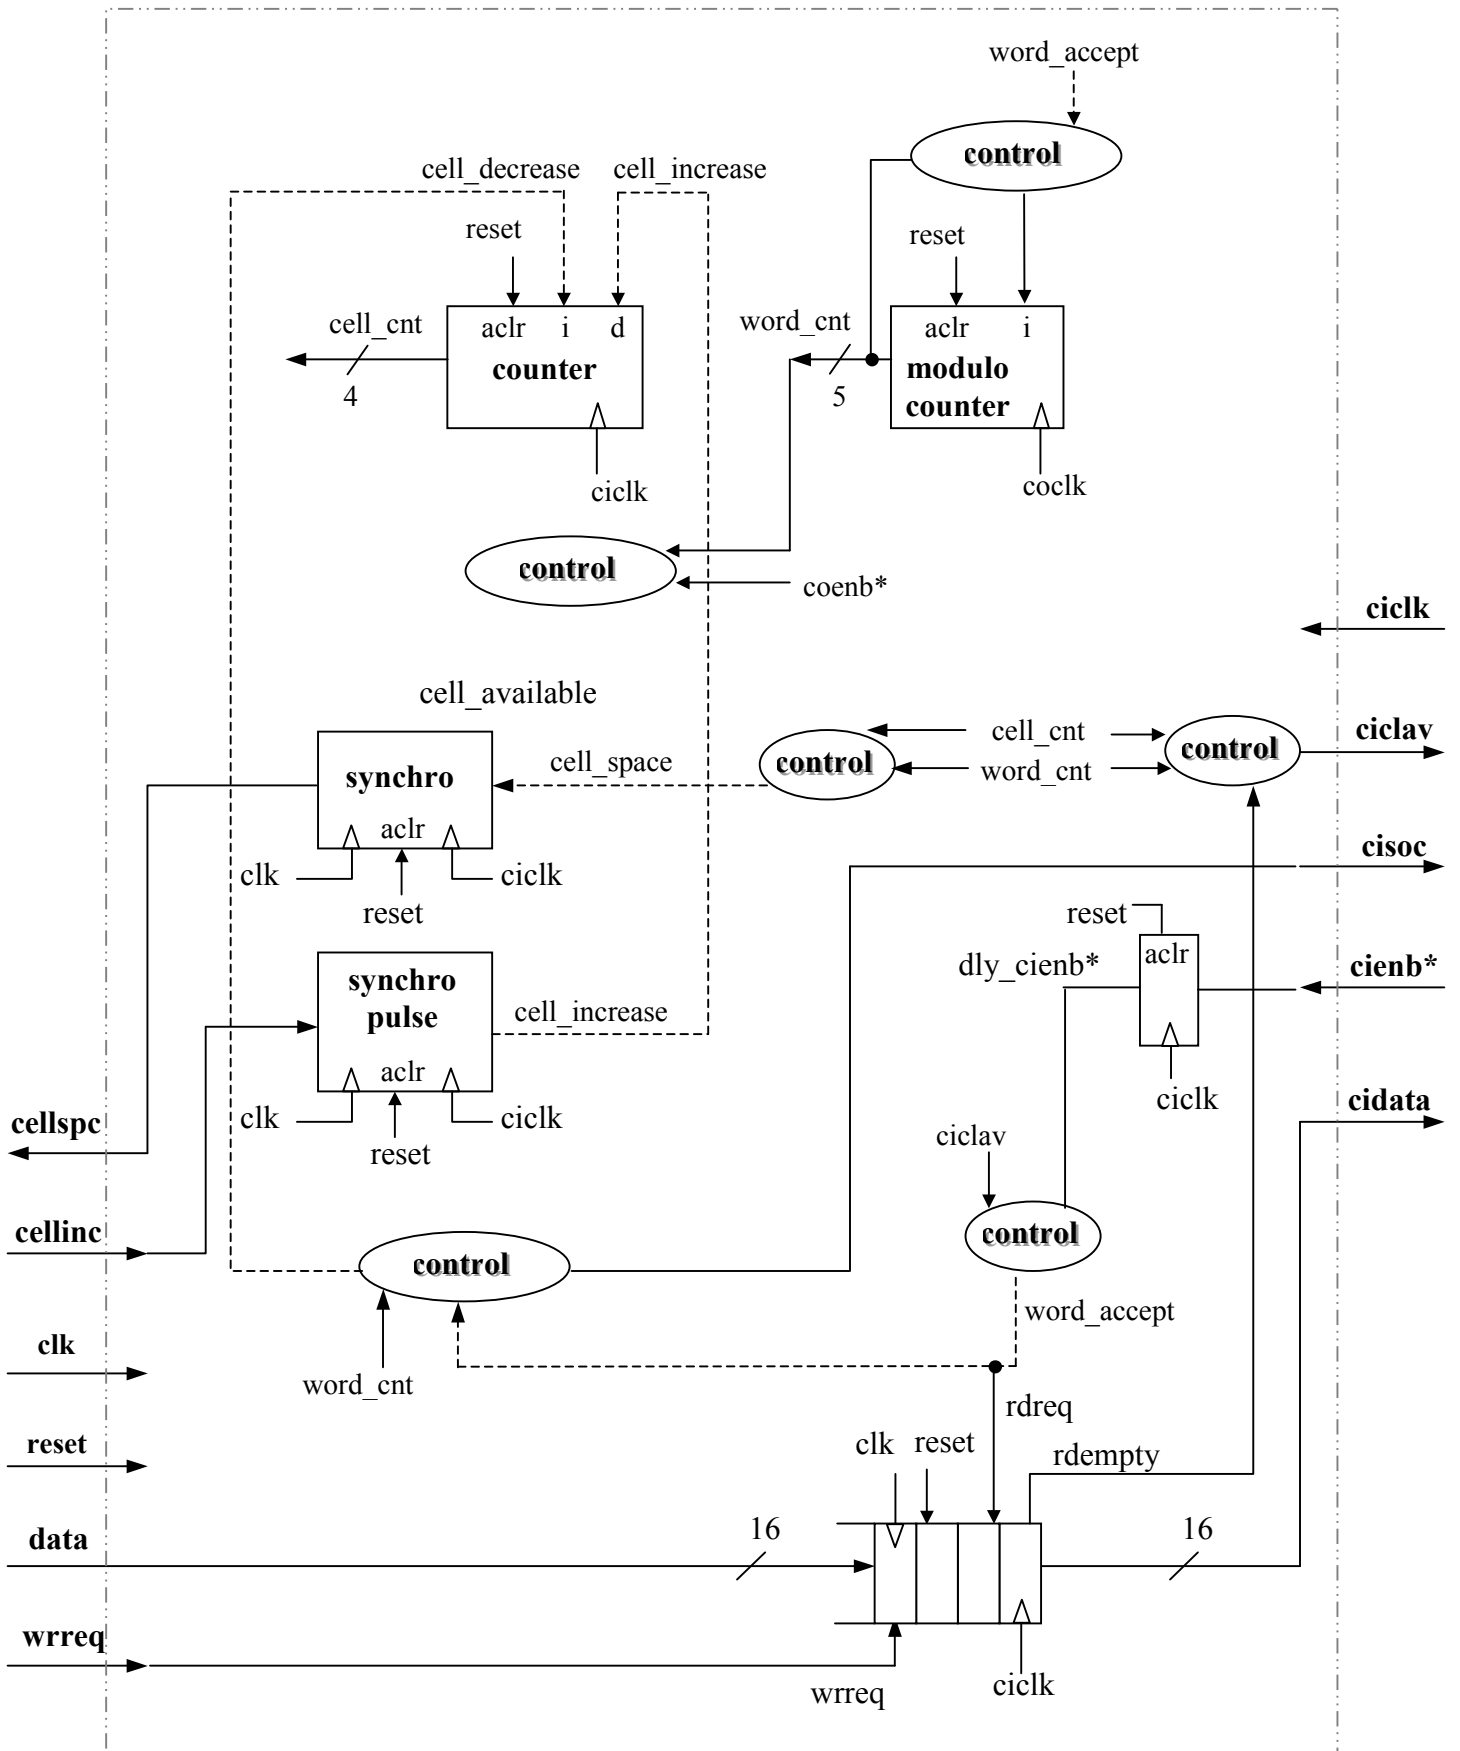 word_accept
control
cell_decrease
cell_increase
reset
reset
cell_cnt
aclr i d
counter
4
word_cnt
5
aclr i
modulo
counter
ciclk
coclk
control
coenb*
ciclk
cell_available
synchro
aclr
clk
ciclk
reset
cell_space
control
cell_cnt
word_cnt
control
ciclav
cisoc
reset
aclr
dly_cienb*
cienb*
ciclk
synchro
pulse
aclr
clk
ciclk
reset
cell_increase
cellspc
cidata
ciclav
control
cellinc
control
word_accept
clk
word_cnt
rdreq
reset
clk
reset
rdempty
data
16
16
wrreq
wrreq
ciclk